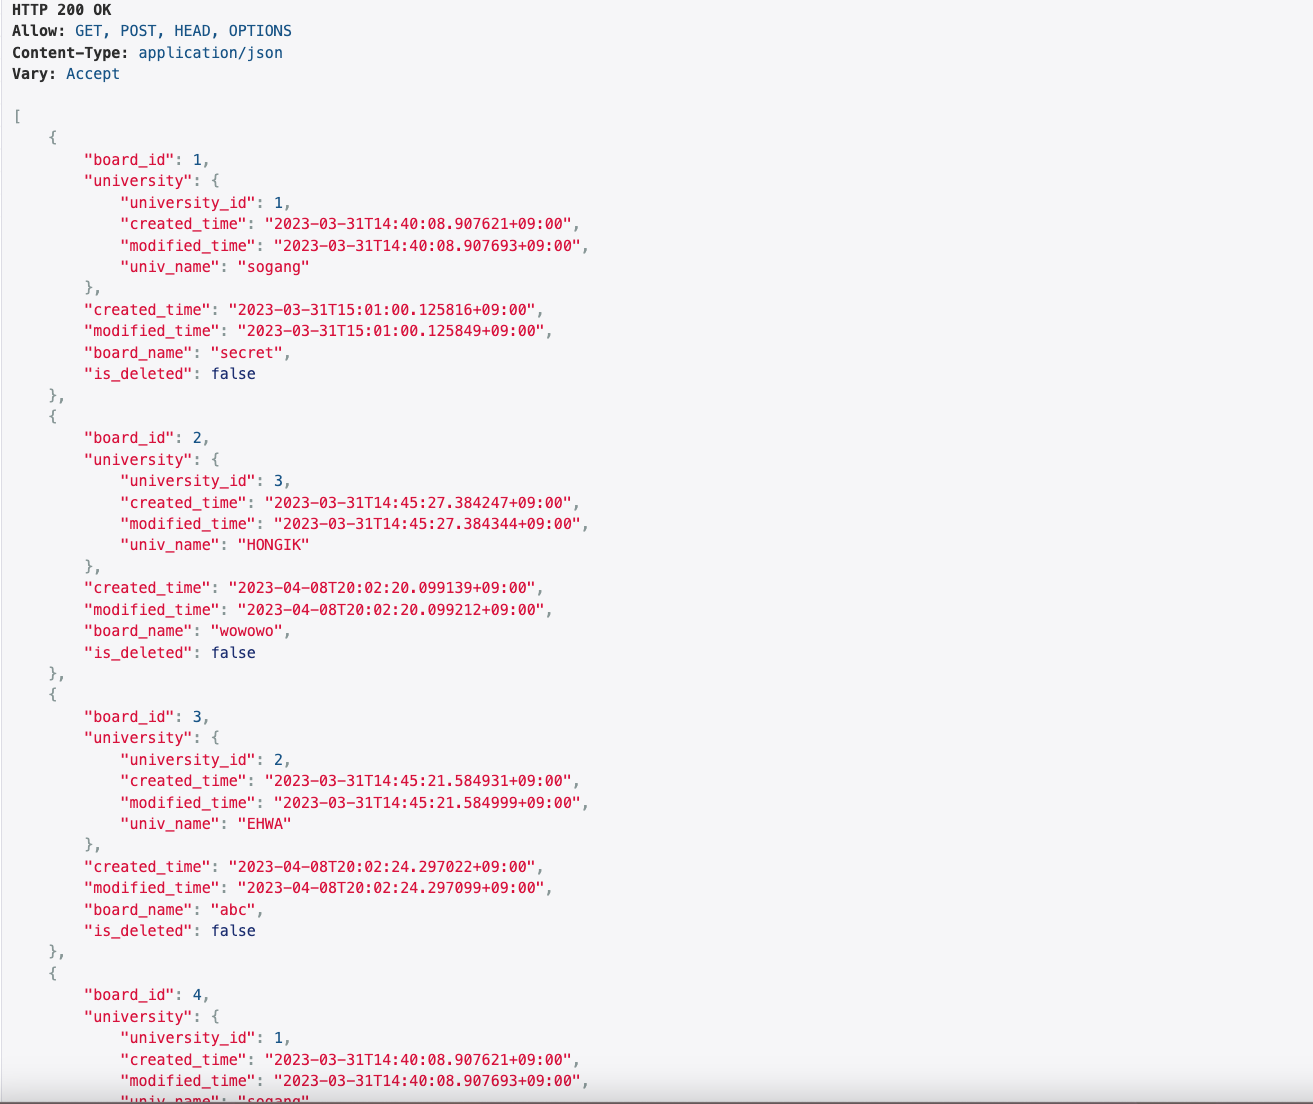 HTTP 200 OK
Allow: GET, POST, HEAD, OPTIONS
Content-Type: application/json
Vary: Accept
[
{
"board_id": 1,
"university": {
"university_id": 1,
"created_time": "2023-03-31T14:40:08.907621+09:00",
"modified_time": "2023-03-31T14:40:08.907693+09:00",
"univ_name": "sogang"
},
"created_time": "2023-03-31T15:01:00.125816+09:00",
"modified_time": "2023-03-31T15:01:00.125849+09:00",
"board_name": "secret",
"is_deleted": false
},
{
"board_id": 2,
"university": {
"university_id": 3,
"created_time": "2023-03-31T14:45:27.384247+09:00",
"modified_time": "2023-03-31T14:45:27.384344+09:00",
"univ_name": "HONGIK"
},
"created_time": "2023-04-08T20:02:20.099139+09:00",
"modified_time": "2023-04-08T20:02:20.099212+09:00",
"board_name": "wowowo",
"is_deleted": false
},
{
"board_id": 3,
"university": {
"university_id": 2,
"created_time": "2023-03-31T14:45:21.584931+09:00",
"modified_time": "2023-03-31T14:45:21.584999+09:00",
"univ_name": "EHWA"
},
"created_time": "2023-04-08T20:02:24.297022+09:00",
"modified_time": "2023-04-08T20:02:24.297099+09:00",
"board_name": "abc",
"is_deleted": false
},
{
"board_id": 4,
"university": {
"university_id": 1,
"created_time": "2023-03-31T14:40:08.907621+09:00",
"modified_time": "2023-03-31T14:40:08.907693+09:00",
"univ_name": "sogang"